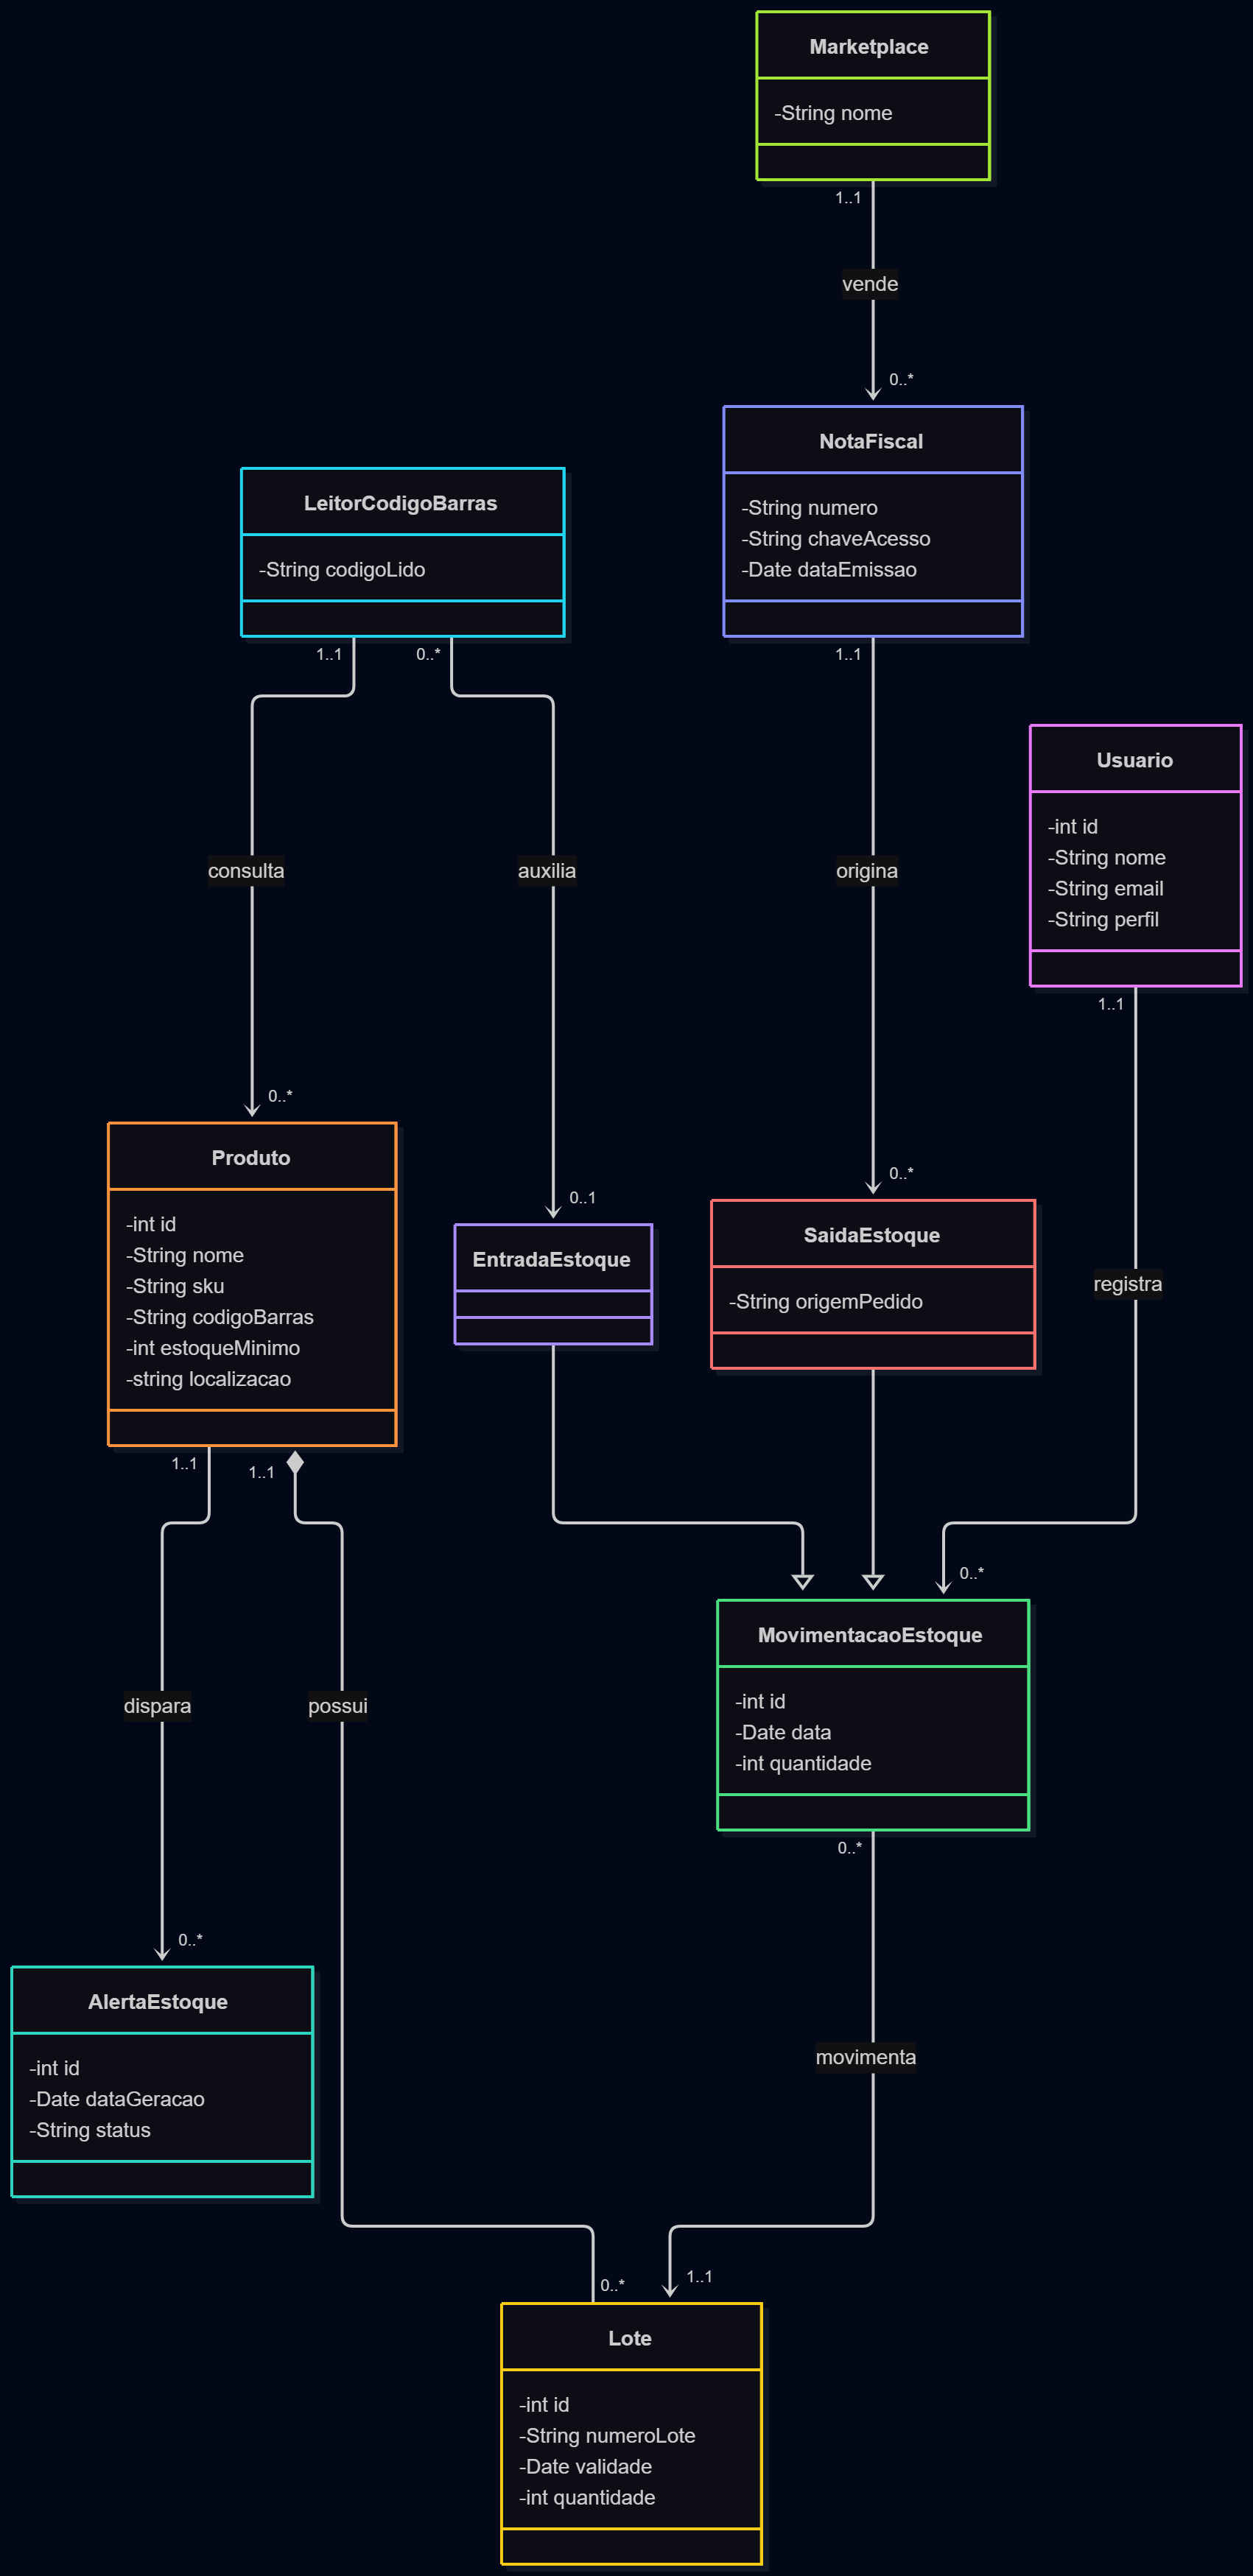 Marketplace
-String nome
1..1
vende
0..*
NotaFiscal
-String numero
-String chaveAcesso
-Date dataEmissao
1..1
LeitorCodigoBarras
-String codigoLido
1..1
0..*
Usuario
-int id
-String nome
-String email
-String perfil
1..1
consulta
auxilia
origina
0..*
0..1
0..*
Produto
-int id
-String nome
-String sku
-String codigoBarras
-int estoqueMinimo
-string localizacao
1..1
1..1
EntradaEstoque
SaidaEstoque
-String origemPedido
registra
0..*
MovimentacaoEstoque
-int id
-Date data
-int quantidade
0..*
dispara
possui
0..*
AlertaEstoque
-int id
-Date dataGeracao
-String status
movimenta
0..*
1..1
Lote
-int id
-String numeroLote
-Date validade
-int quantidade